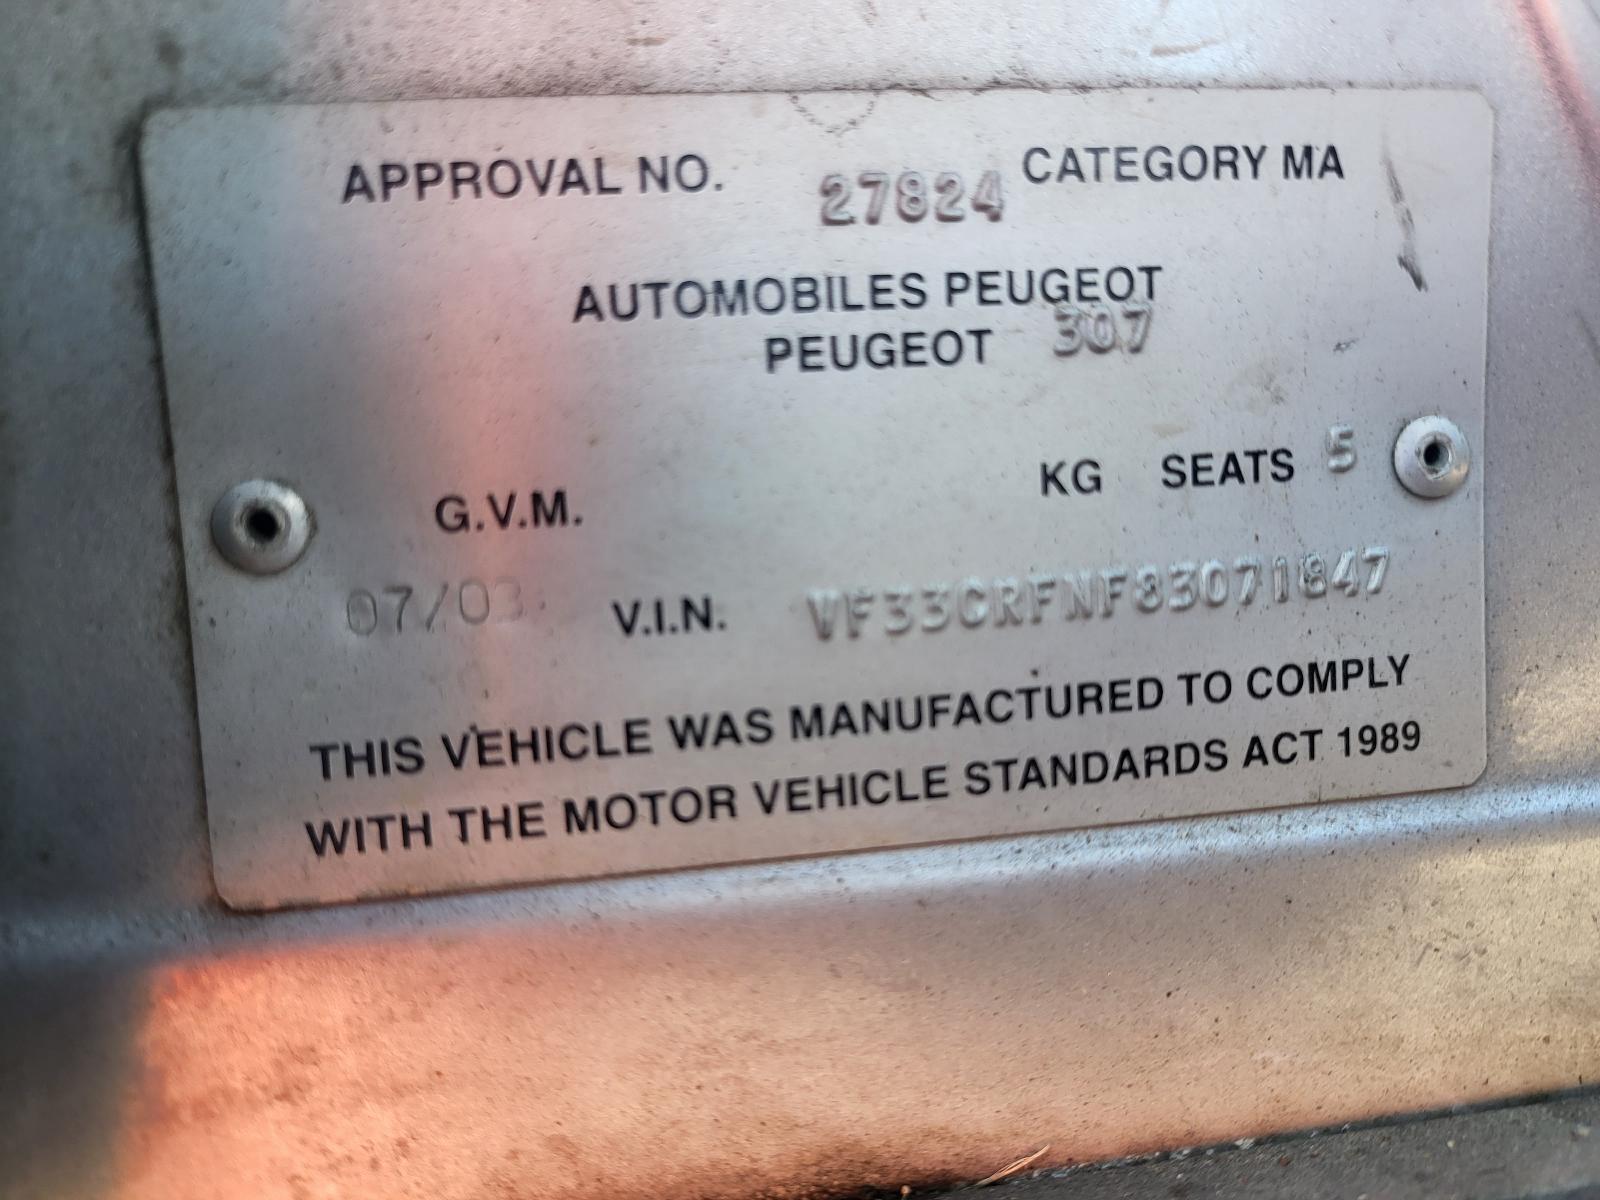 APPROVAL NO. 27824 CATEGORY MA
AUTOMOBILES PEUGEOT
PEUGEOT 307
G.V.M. KG SEATS 5
07/03 V.I.N. VF33CRFNF83071847
THIS VEHICLE WAS MANUFACTURED TO COMPLY
WITH THE MOTOR VEHICLE STANDARDS ACT 1989